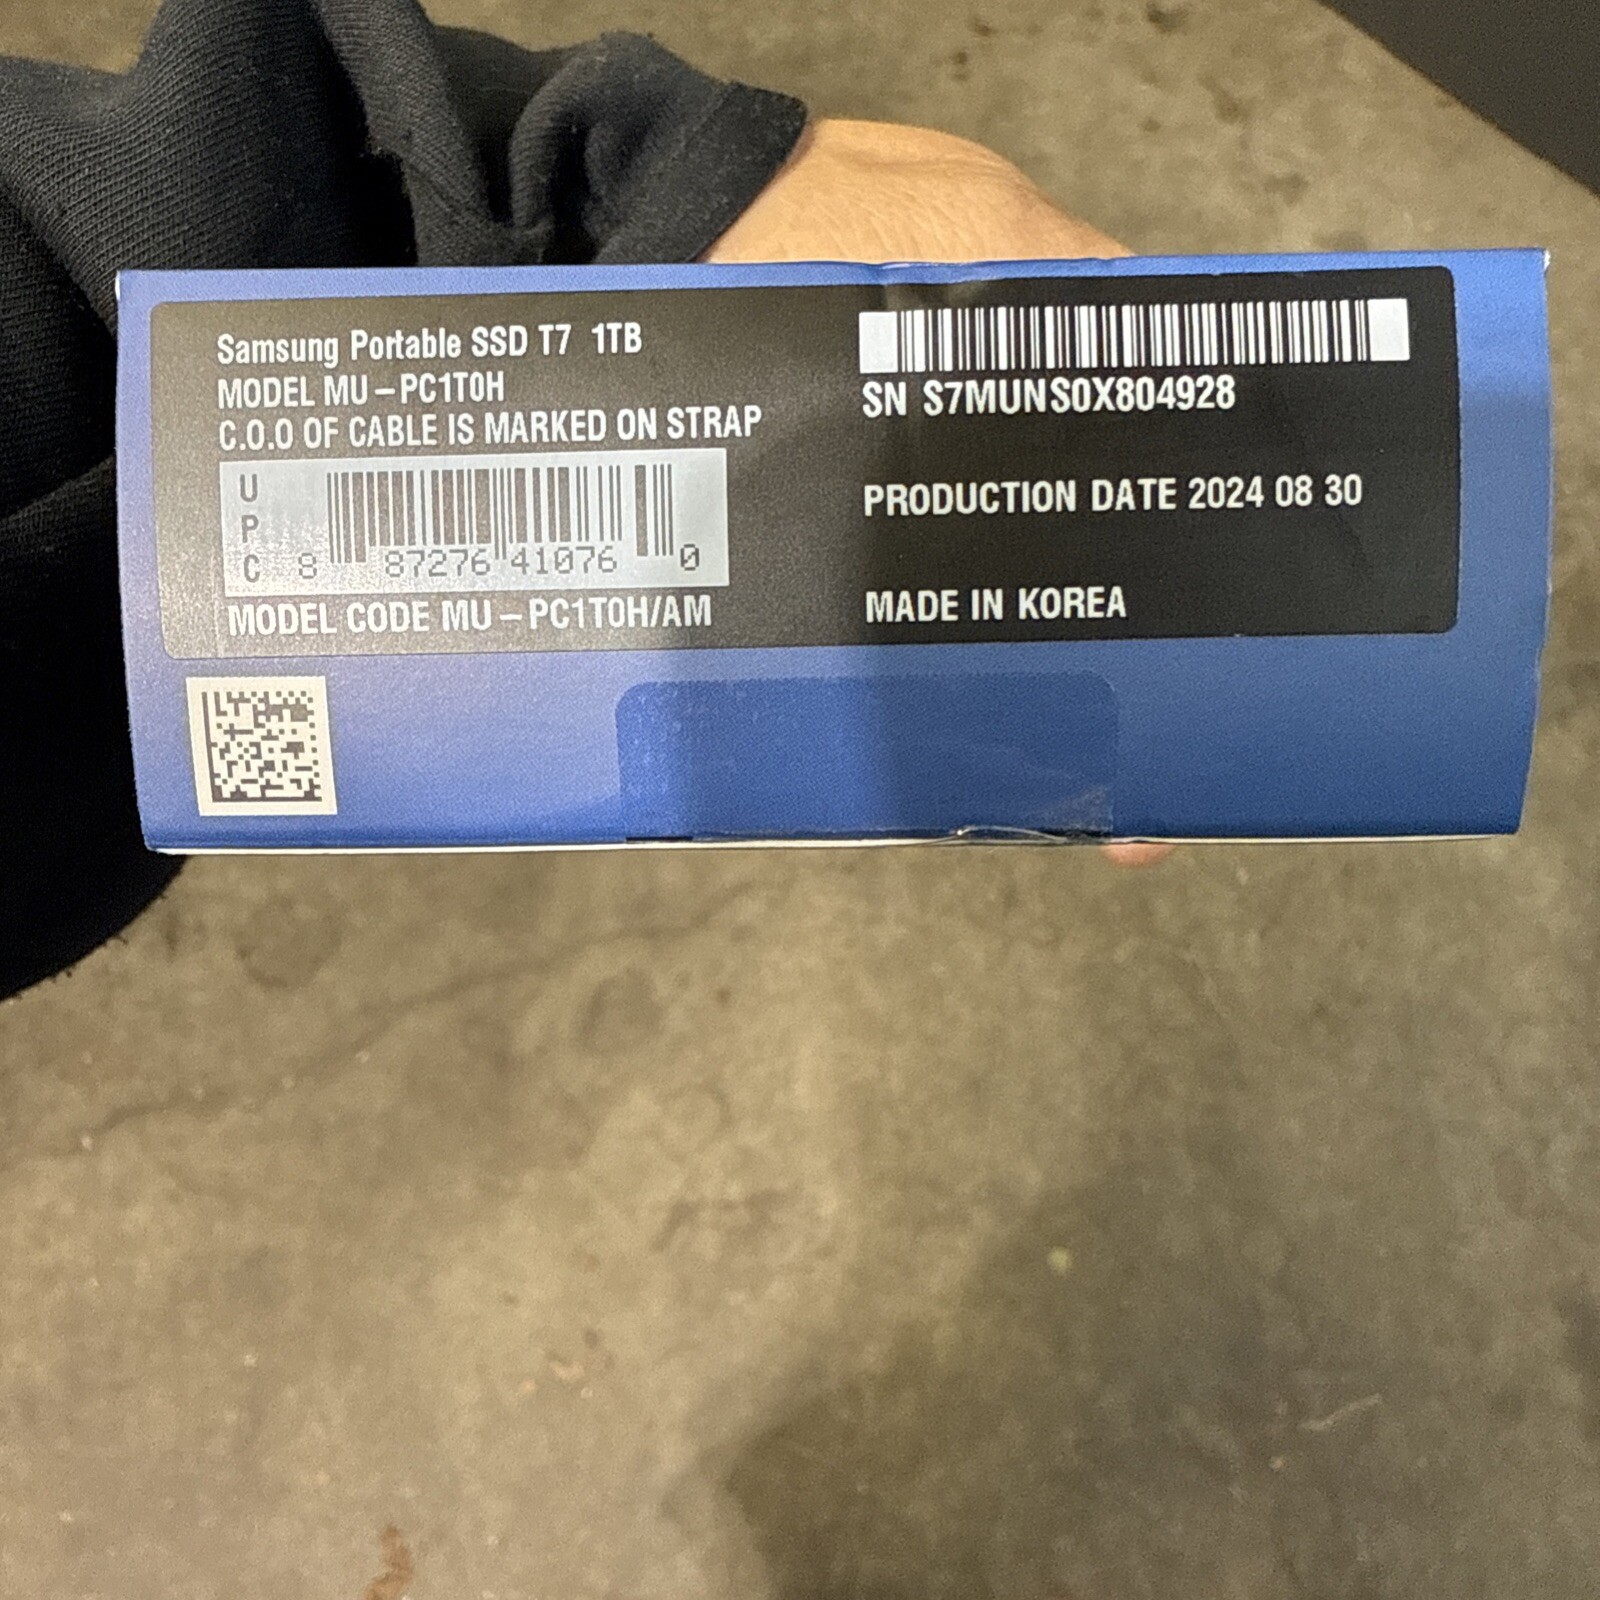 Samsung Portable SSD T7 1TB
MODEL MU-PC1T0H
C.O.O OF CABLE IS MARKED ON STRAP
UPC
8 87276 41076 0
MODEL CODE MU-PC1T0H/AM
SN S7MUNS0X804928
PRODUCTION DATE 2024 08 30
MADE IN KOREA